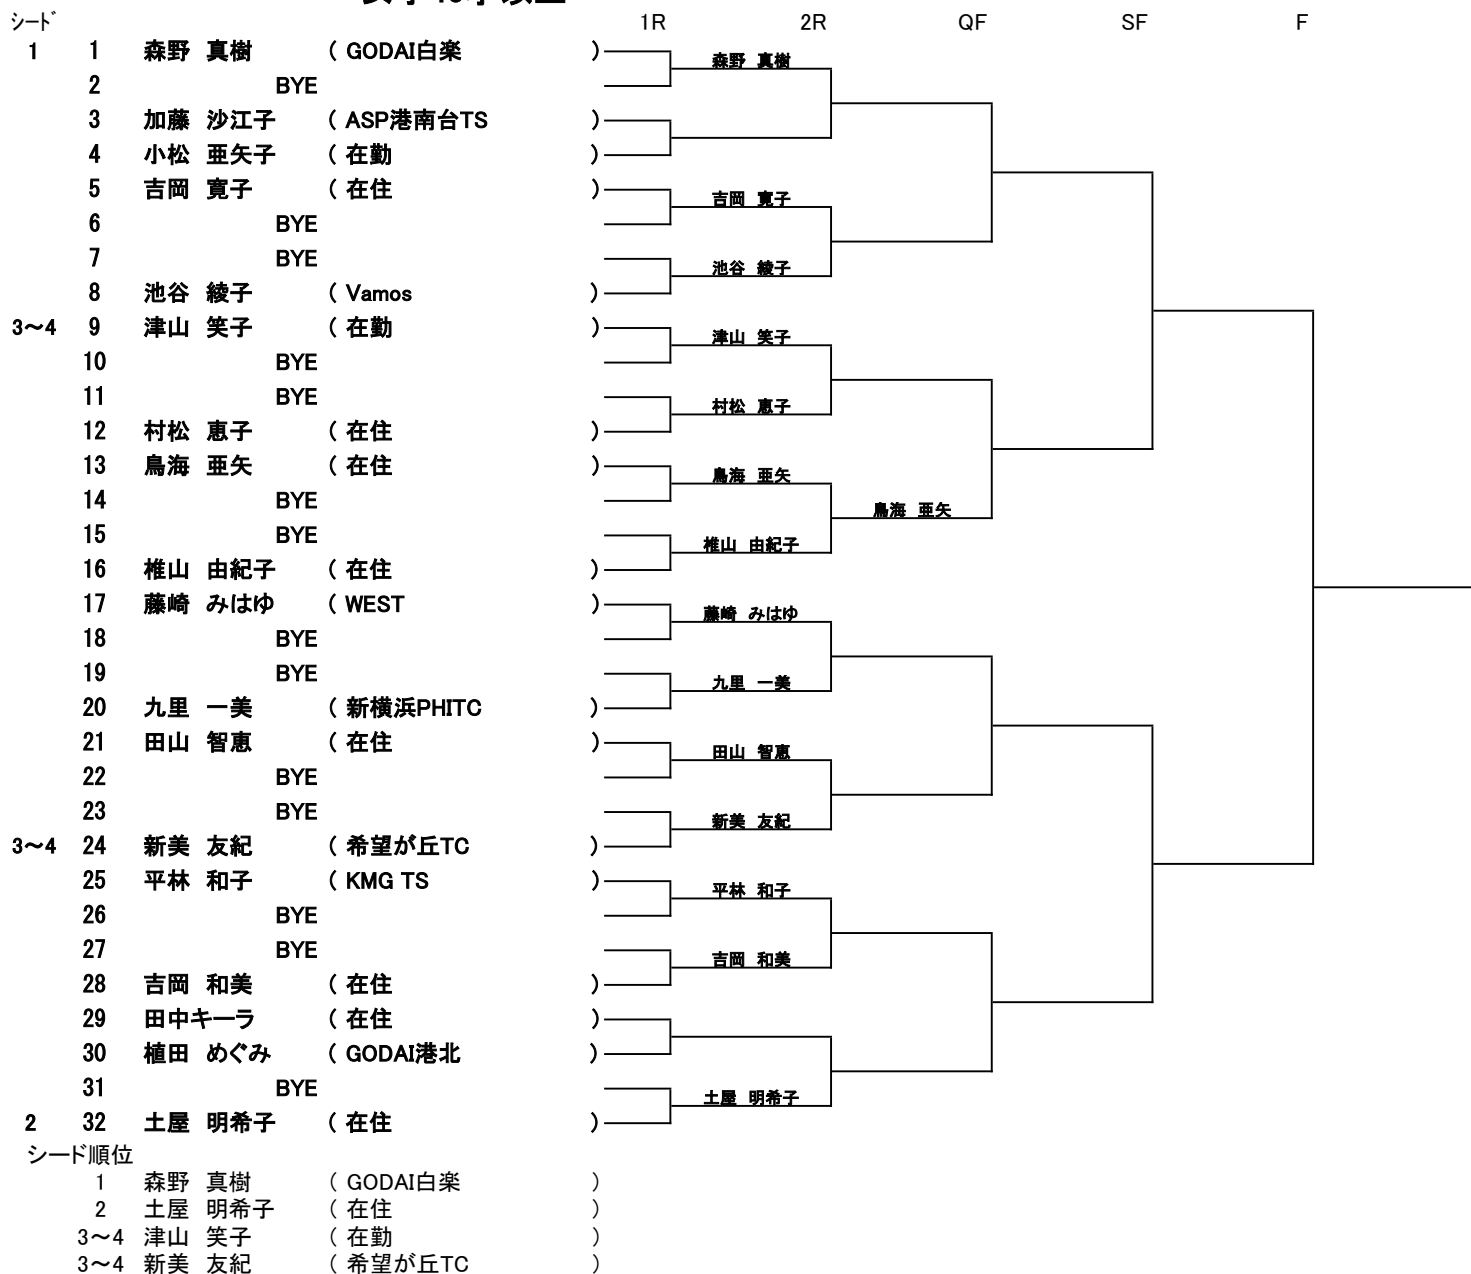 ｼｰﾄﾞ 1R 2R QF SF F
1 1 森野 真樹 ( GODAI白楽 )
森野 真樹
2 BYE
3 加藤 沙江子 ( ASP港南台TS )
4 小松 亜矢子 ( 在勤 )
5 吉岡 寛子 ( 在住 )
吉岡 寛子
6 BYE
7 BYE
池谷 綾子
8 池谷 綾子 ( Vamos )
3～4 9 津山 笑子 ( 在勤 )
津山 笑子
10 BYE
11 BYE
村松 恵子
12 村松 恵子 ( 在住 )
13 鳥海 亜矢 ( 在住 )
鳥海 亜矢
14 BYE
鳥海 亜矢
15 BYE
椎山 由紀子
16 椎山 由紀子 ( 在住 )
17 藤崎 みはゆ ( WEST )
藤崎 みはゆ
18 BYE
19 BYE
九里 一美
20 九里 一美 ( 新横浜PHITC )
21 田山 智恵 ( 在住 )
田山 智恵
22 BYE
23 BYE
新美 友紀
3～4 24 新美 友紀 ( 希望が丘TC )
25 平林 和子 ( KMG TS )
平林 和子
26 BYE
27 BYE
吉岡 和美
28 吉岡 和美 ( 在住 )
29 田中キーラ ( 在住 )
30 植田 めぐみ ( GODAI港北 )
31 BYE
土屋 明希子
2 32 土屋 明希子 ( 在住 )
シード順位
1 森野 真樹 ( GODAI白楽 )
2 土屋 明希子 ( 在住 )
3～4 津山 笑子 ( 在勤 )
3～4 新美 友紀 ( 希望が丘TC )